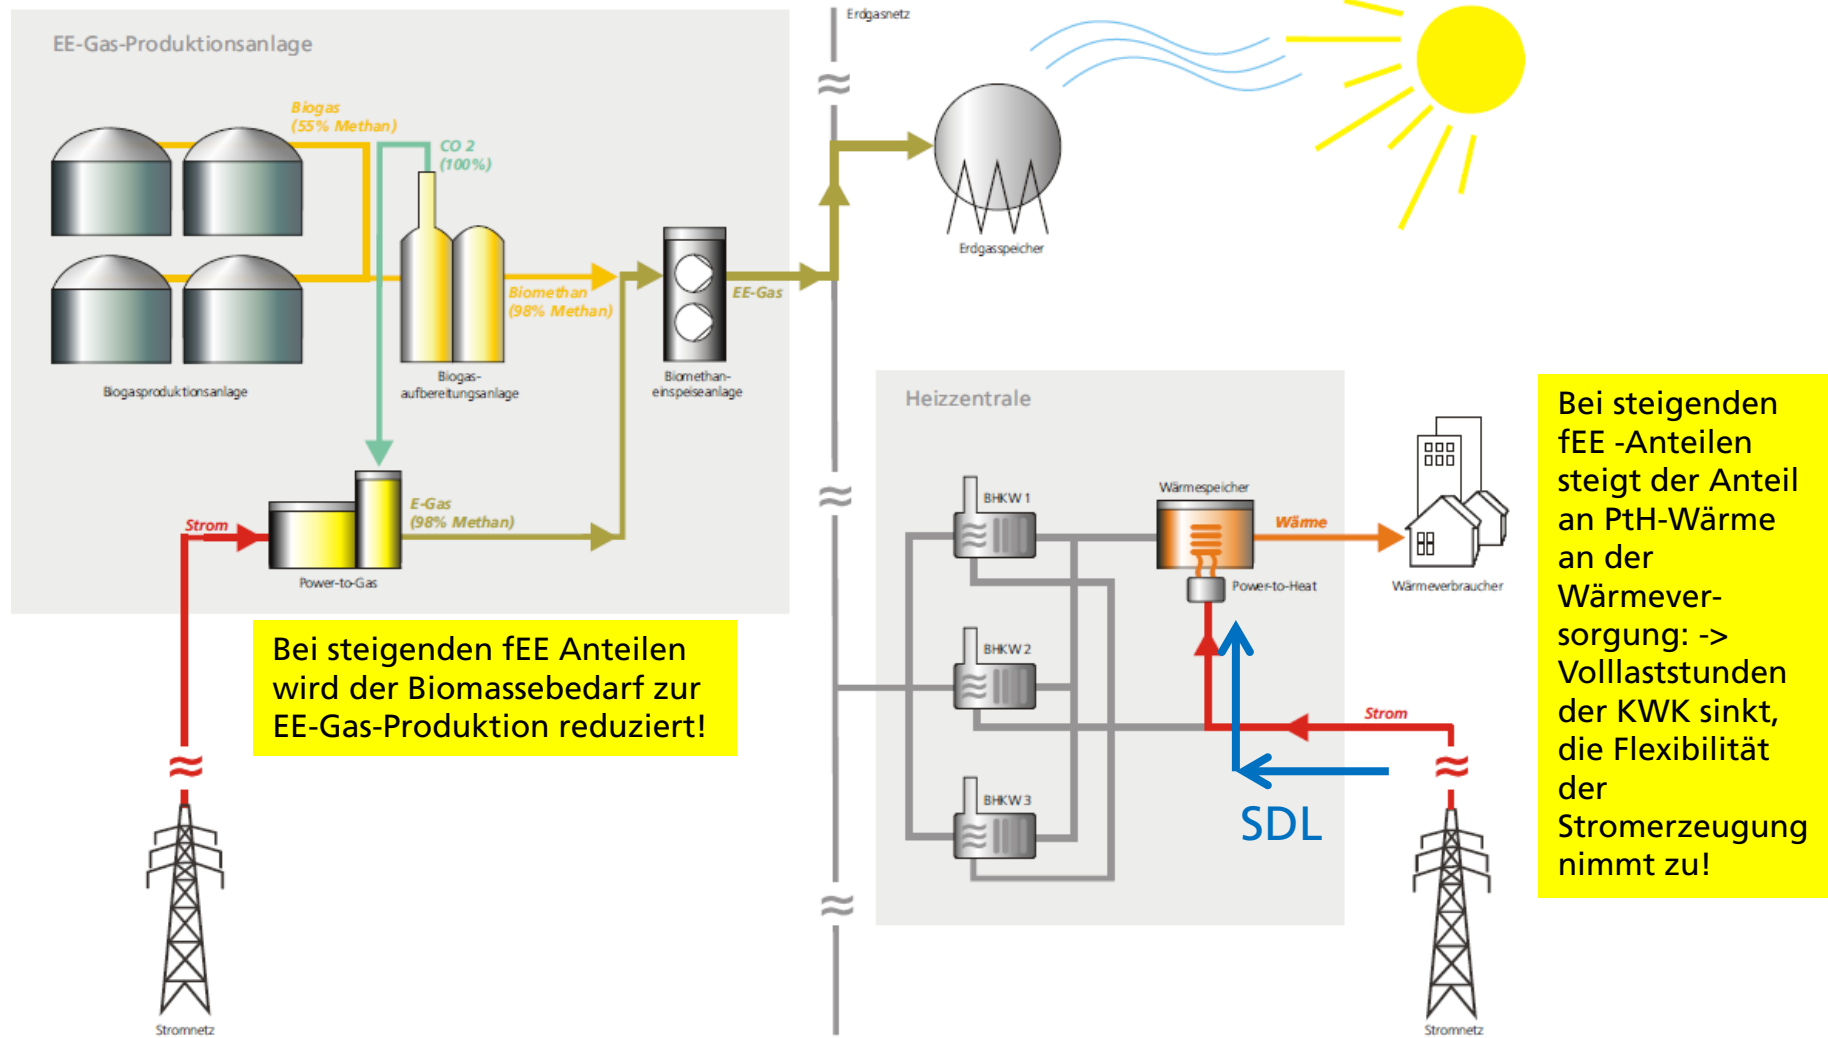 Erdgasnetz
EE-Gas-Produktionsanlage
Biogas
(55% Methan)
CO 2
(100%)
Biomethan
(98% Methan)
EE-Gas
Erdgasspeicher
Biogasproduktionsanlage
Biogas-
aufbereitungsanlage
Biomethan-
einspeiseanlage
Strom
E-Gas
(98% Methan)
Power-to-Gas
Bei steigenden fEE Anteilen
wird der Biomassebedarf zur
EE-Gas-Produktion reduziert!
Stromnetz
Heizzentrale
BHKW 1
BHKW 2
BHKW 3
Wärmespeicher
Wärme
Power-to-Heat
Wärmeverbraucher
Strom
SDL
Stromnetz
Bei steigenden
fEE -Anteilen
steigt der Anteil
an PtH-Wärme
an der
Wärmever-
sorgung: ->
Volllaststunden
der KWK sinkt,
die Flexibilität
der
Stromerzeugung
nimmt zu!